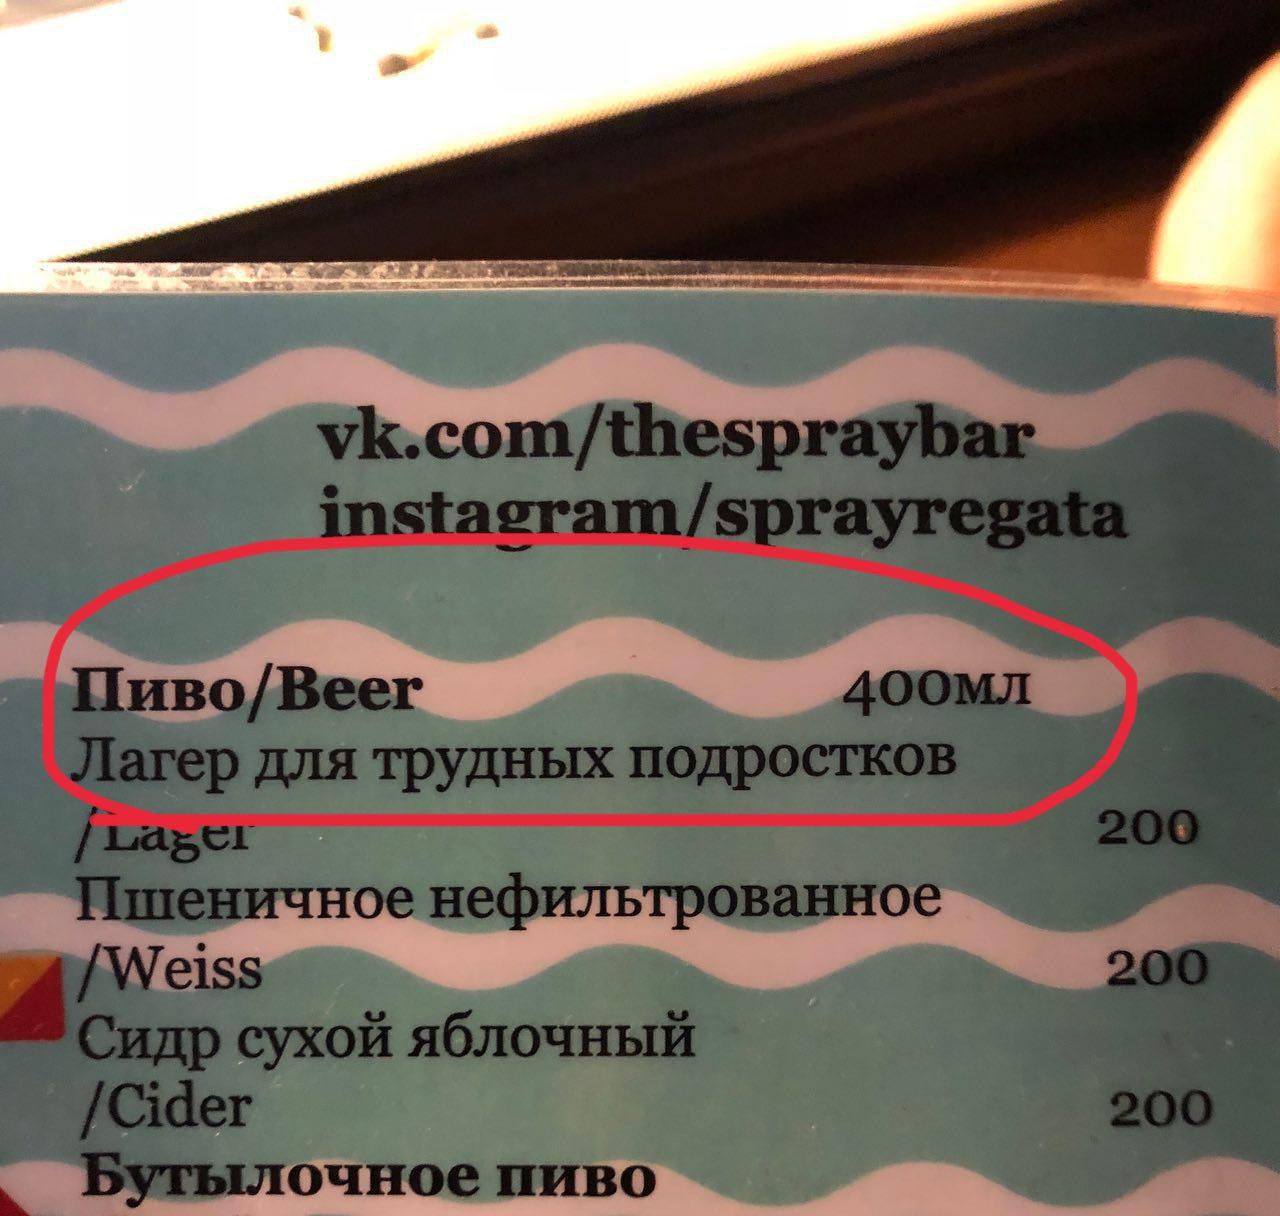 vk.com/thespraybar
instagram/sprayregata
Пиво/Beer 400мл
Лагер для трудных подростков
/Lager 200
Пшеничное нефильтрованное
/Weiss 200
Сидр сухой яблочный
/Cider 200
Бутылочное пиво